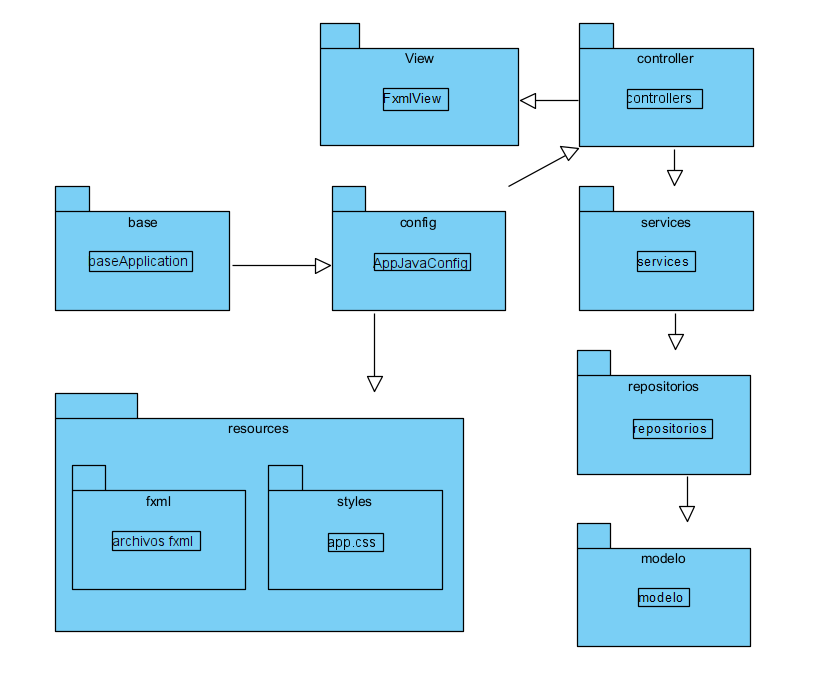 View
FxmlView
controller
controllers
base
baseApplication
config
AppJavaConfig
services
services
repositorios
repositorios
resources
fxml
archivos fxml
styles
app.css
modelo
modelo